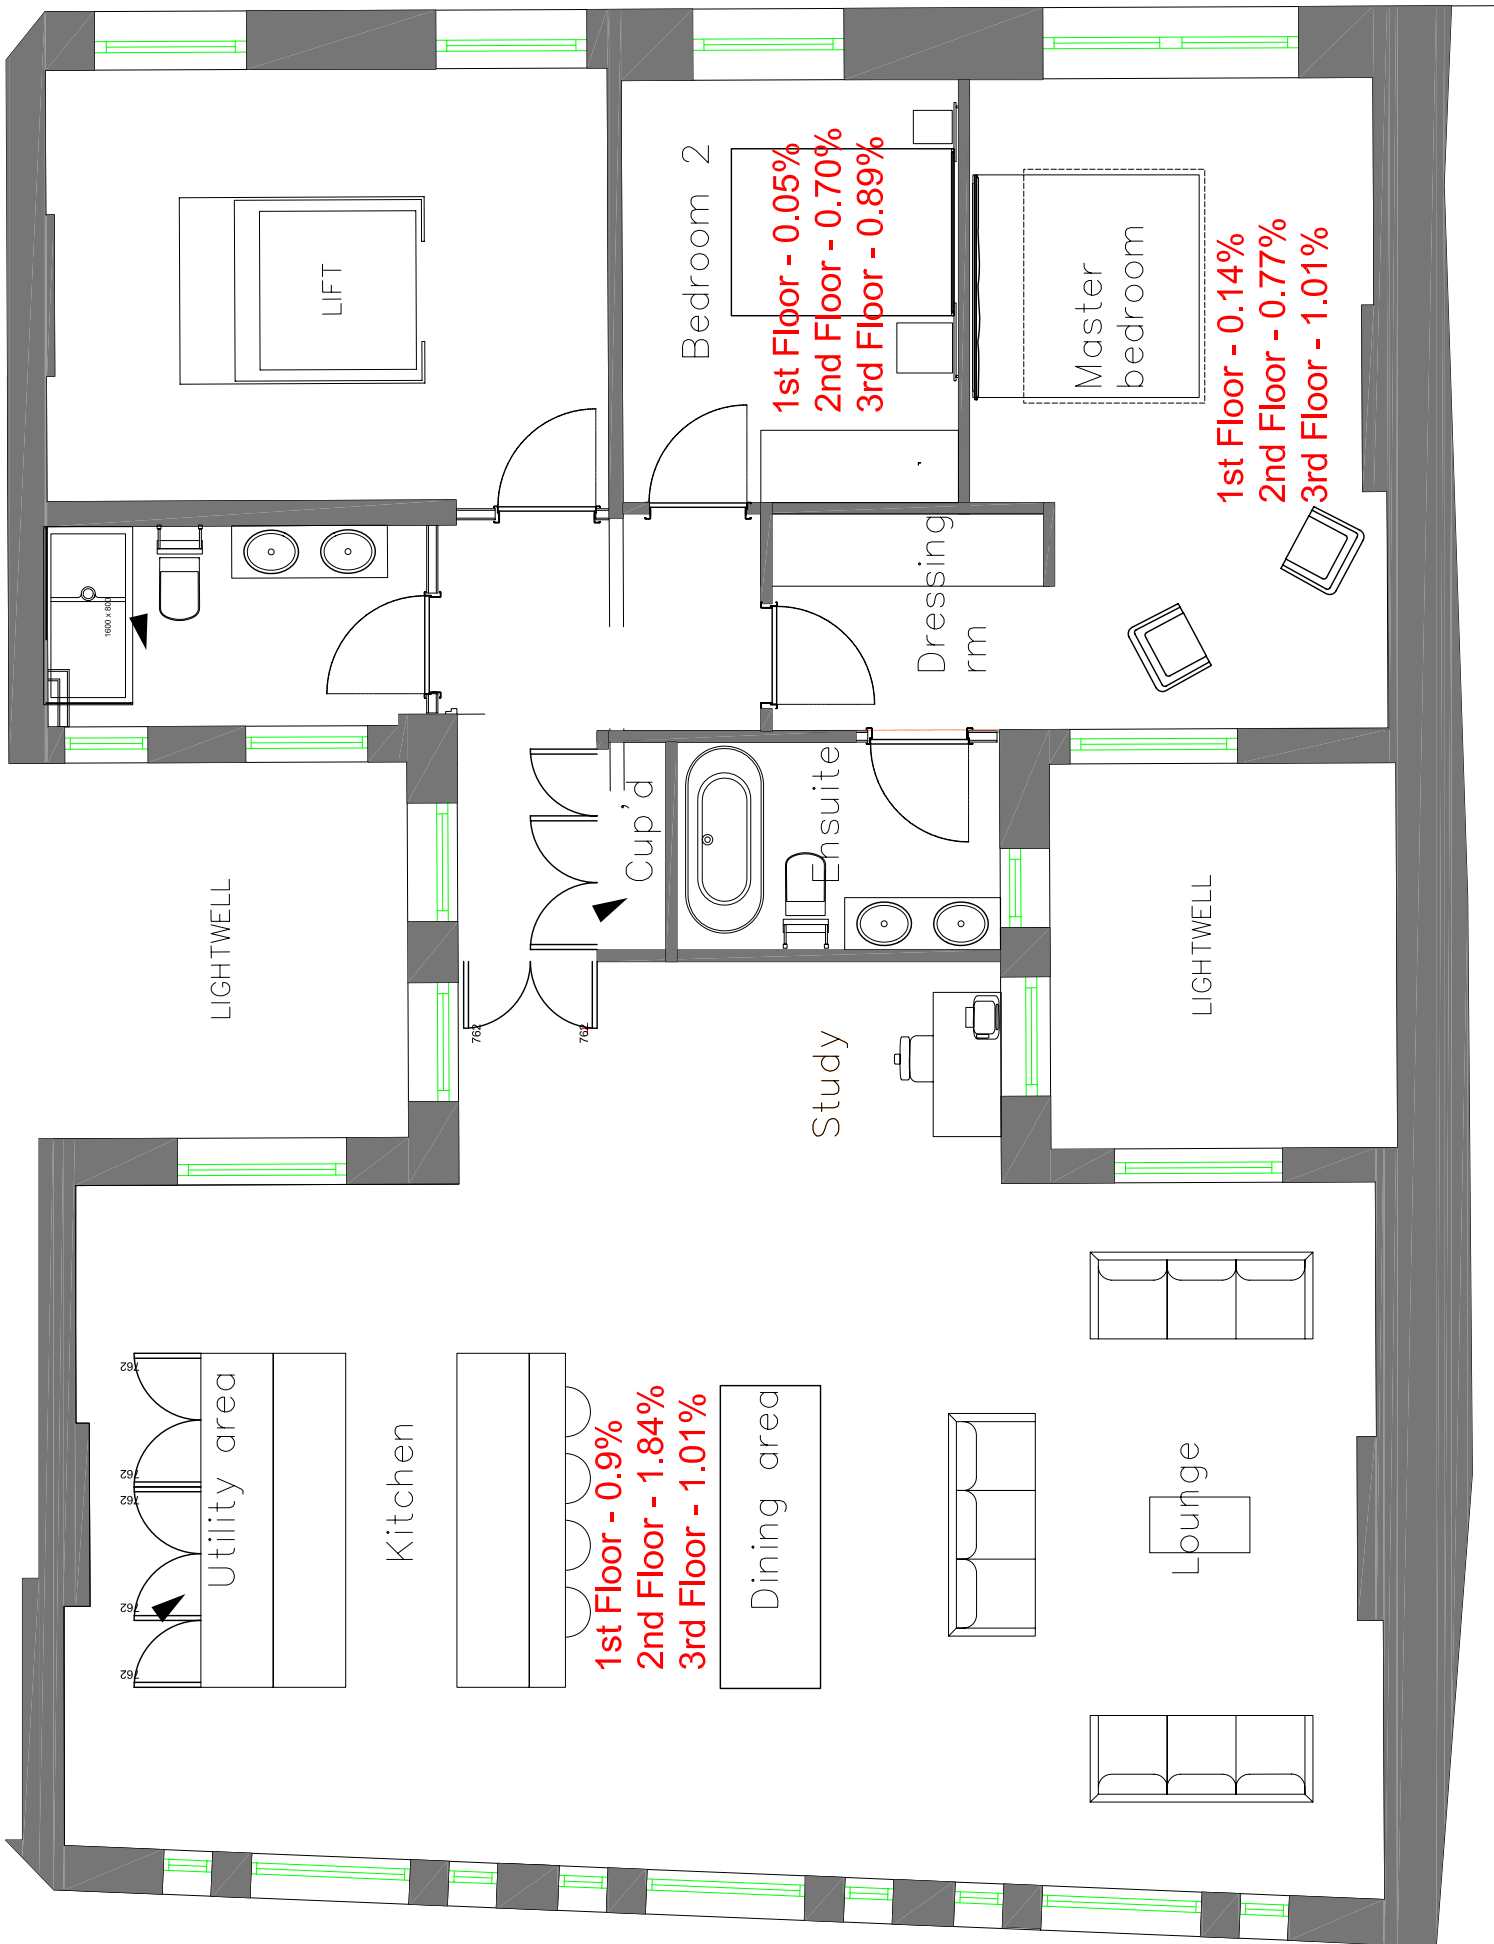 LIFT
Bedroom 2
1st Floor - 0.05%
2nd Floor - 0.70%
3rd Floor - 0.89%
Master
bedroom
1st Floor - 0.14%
2nd Floor - 0.77%
3rd Floor - 1.01%
1600 x 800
Dressing
rm
LIGHTWELL
Cup'd
Ensuite
LIGHTWELL
762
762
Study
762
762
762
762
762
Utility area
Kitchen
1st Floor - 0.9%
2nd Floor - 1.84%
3rd Floor - 1.01%
Dining area
Lounge